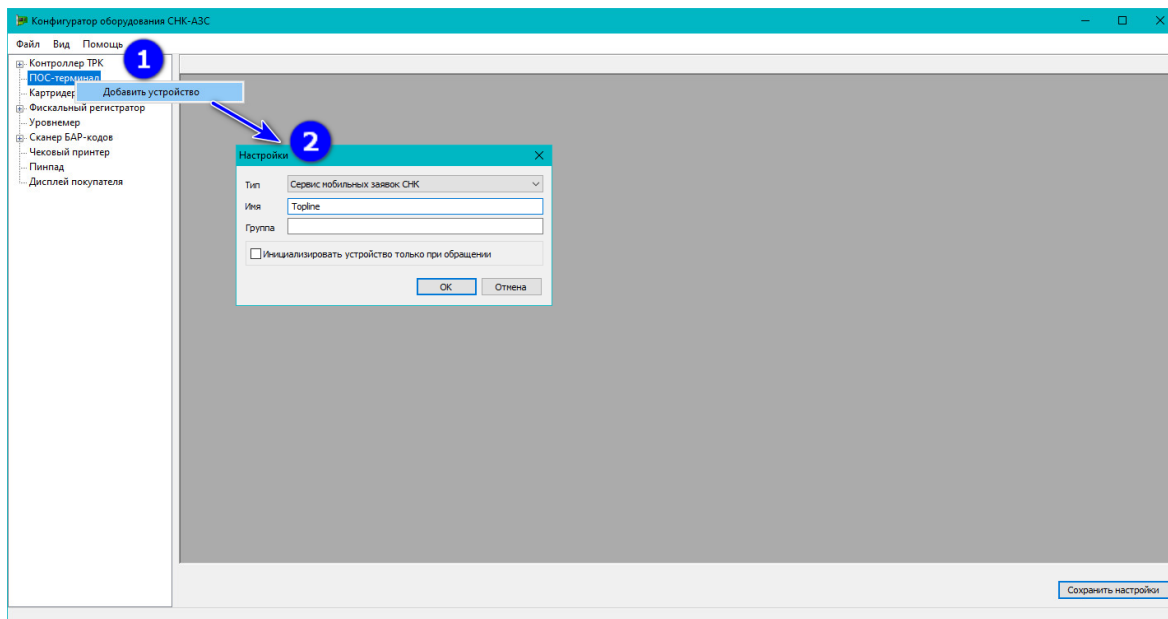 Конфигуратор оборудования СНК-АЗС
Файл Вид Помощь
1
Контроллер ТРК
ПОС-терминал
Добавить устройство
Картридер
Фискальный регистратор
Уровнемер
Сканер БАР-кодов
Чековый принтер
Пинпад
Дисплей покупателя
2
Настройки
Тип Сервис мобильных заявок СНК
Имя Topline
Группа
Инициализировать устройство только при обращении
ОК Отмена
Сохранить настройки